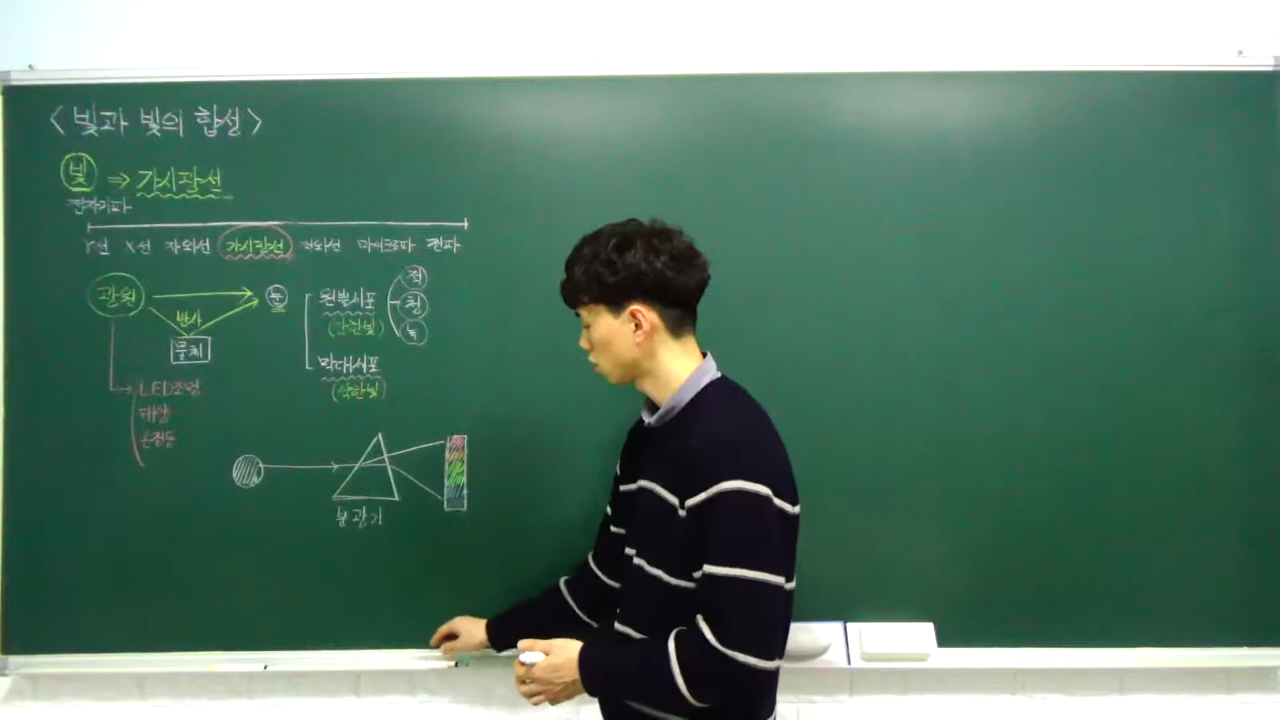 <빛과 빛의 합성>
빛 ⇒ 가시광선
전자기파
γ선 X선 자외선 가시광선 적외선 마이크로파 전파
광원 반사 물체 눈
원뿔세포 (강한빛) 적 청 녹
막대세포 (약한빛)
LED조명
태양
손전등
분광기